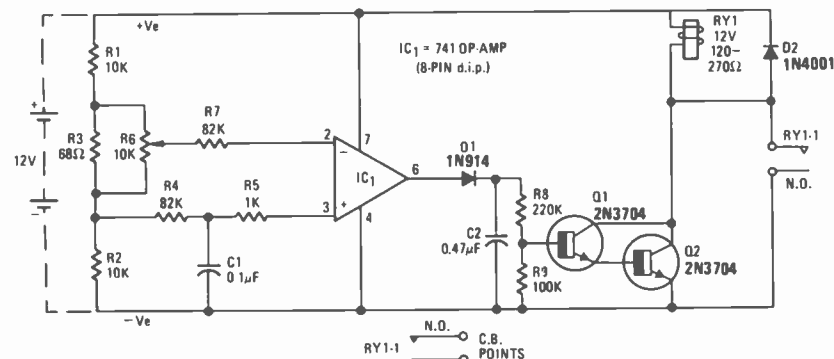 +Ve
R1
10K
IC1 = 741 OP-AMP
(8-PIN d.i.p.)
RY1
12V
120-
270Ω
D2
1N4001
+
12V
-
R3
68Ω
R6
10K
R7
82K
2
7
-
IC1
+
3
4
6
D1
1N914
RY1-1
N.O.
R4
82K
R5
1K
R8
220K
Q1
2N3704
C2
0.47µF
R2
10K
C1
0.1µF
R9
100K
Q2
2N3704
-Ve
RY1-1
N.O.
C.B.
POINTS